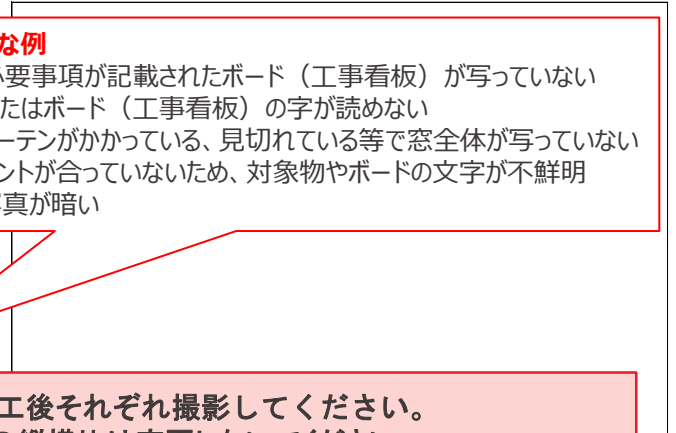 な例
要事項が記載されたボード（工事看板）が写っていない
たはボード（工事看板）の字が読めない
ーテンがかかっている、見切れている等で窓全体が写っていない
ントが合っていないため、対象物やボードの文字が不鮮明
真が暗い
工後それぞれ撮影してください。